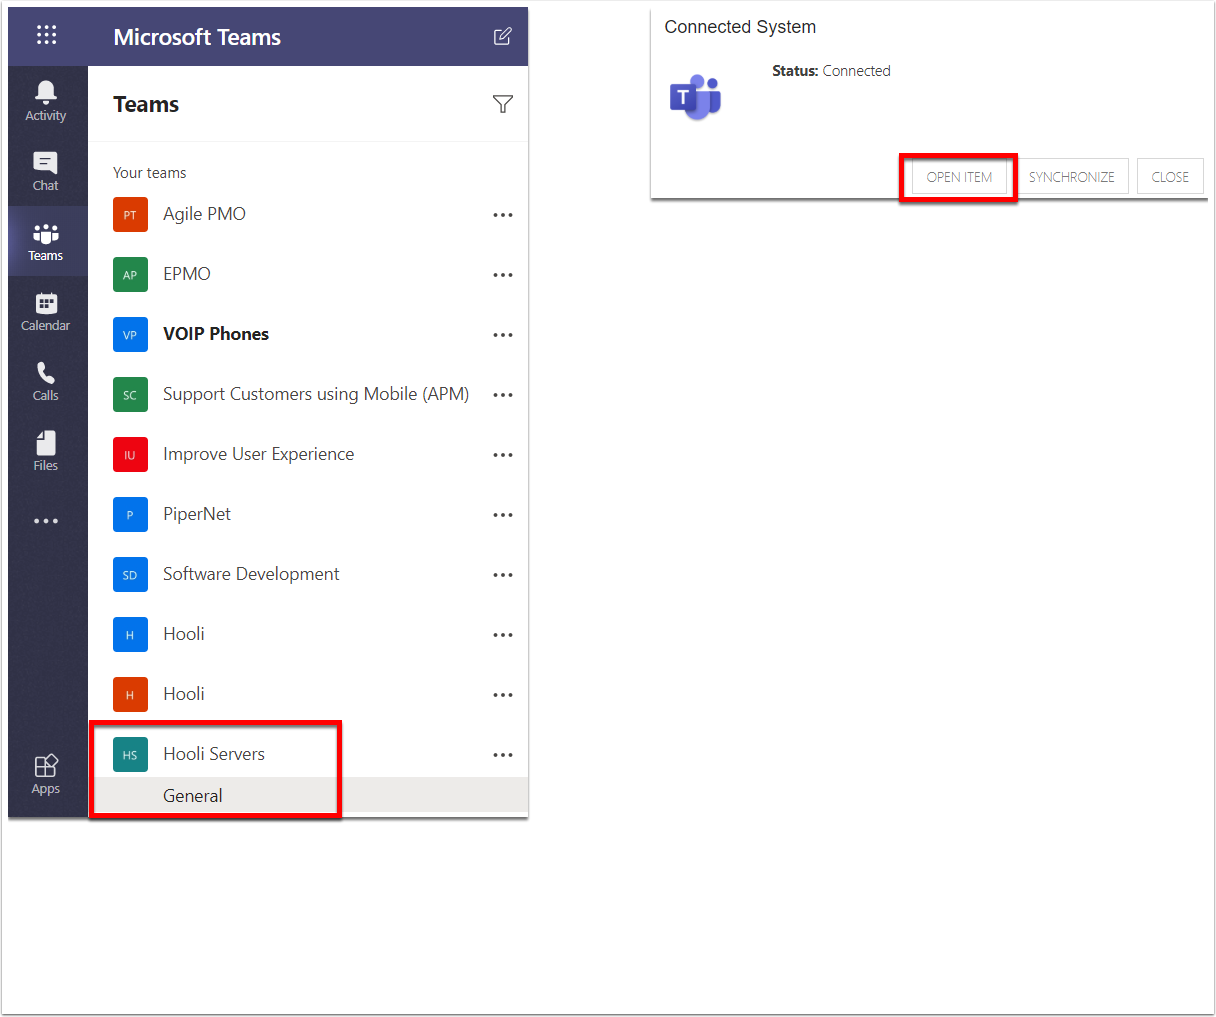 Microsoft Teams
Activity
Chat
Teams
Calendar
Calls
Files
Apps
Teams
Your teams
PT Agile PMO
AP EPMO
VP VOIP Phones
SC Support Customers using Mobile (APM)
IU Improve User Experience
P PiperNet
SD Software Development
H Hooli
H Hooli
HS Hooli Servers
General
Connected System
T
Status: Connected
OPEN ITEM SYNCHRONIZE CLOSE